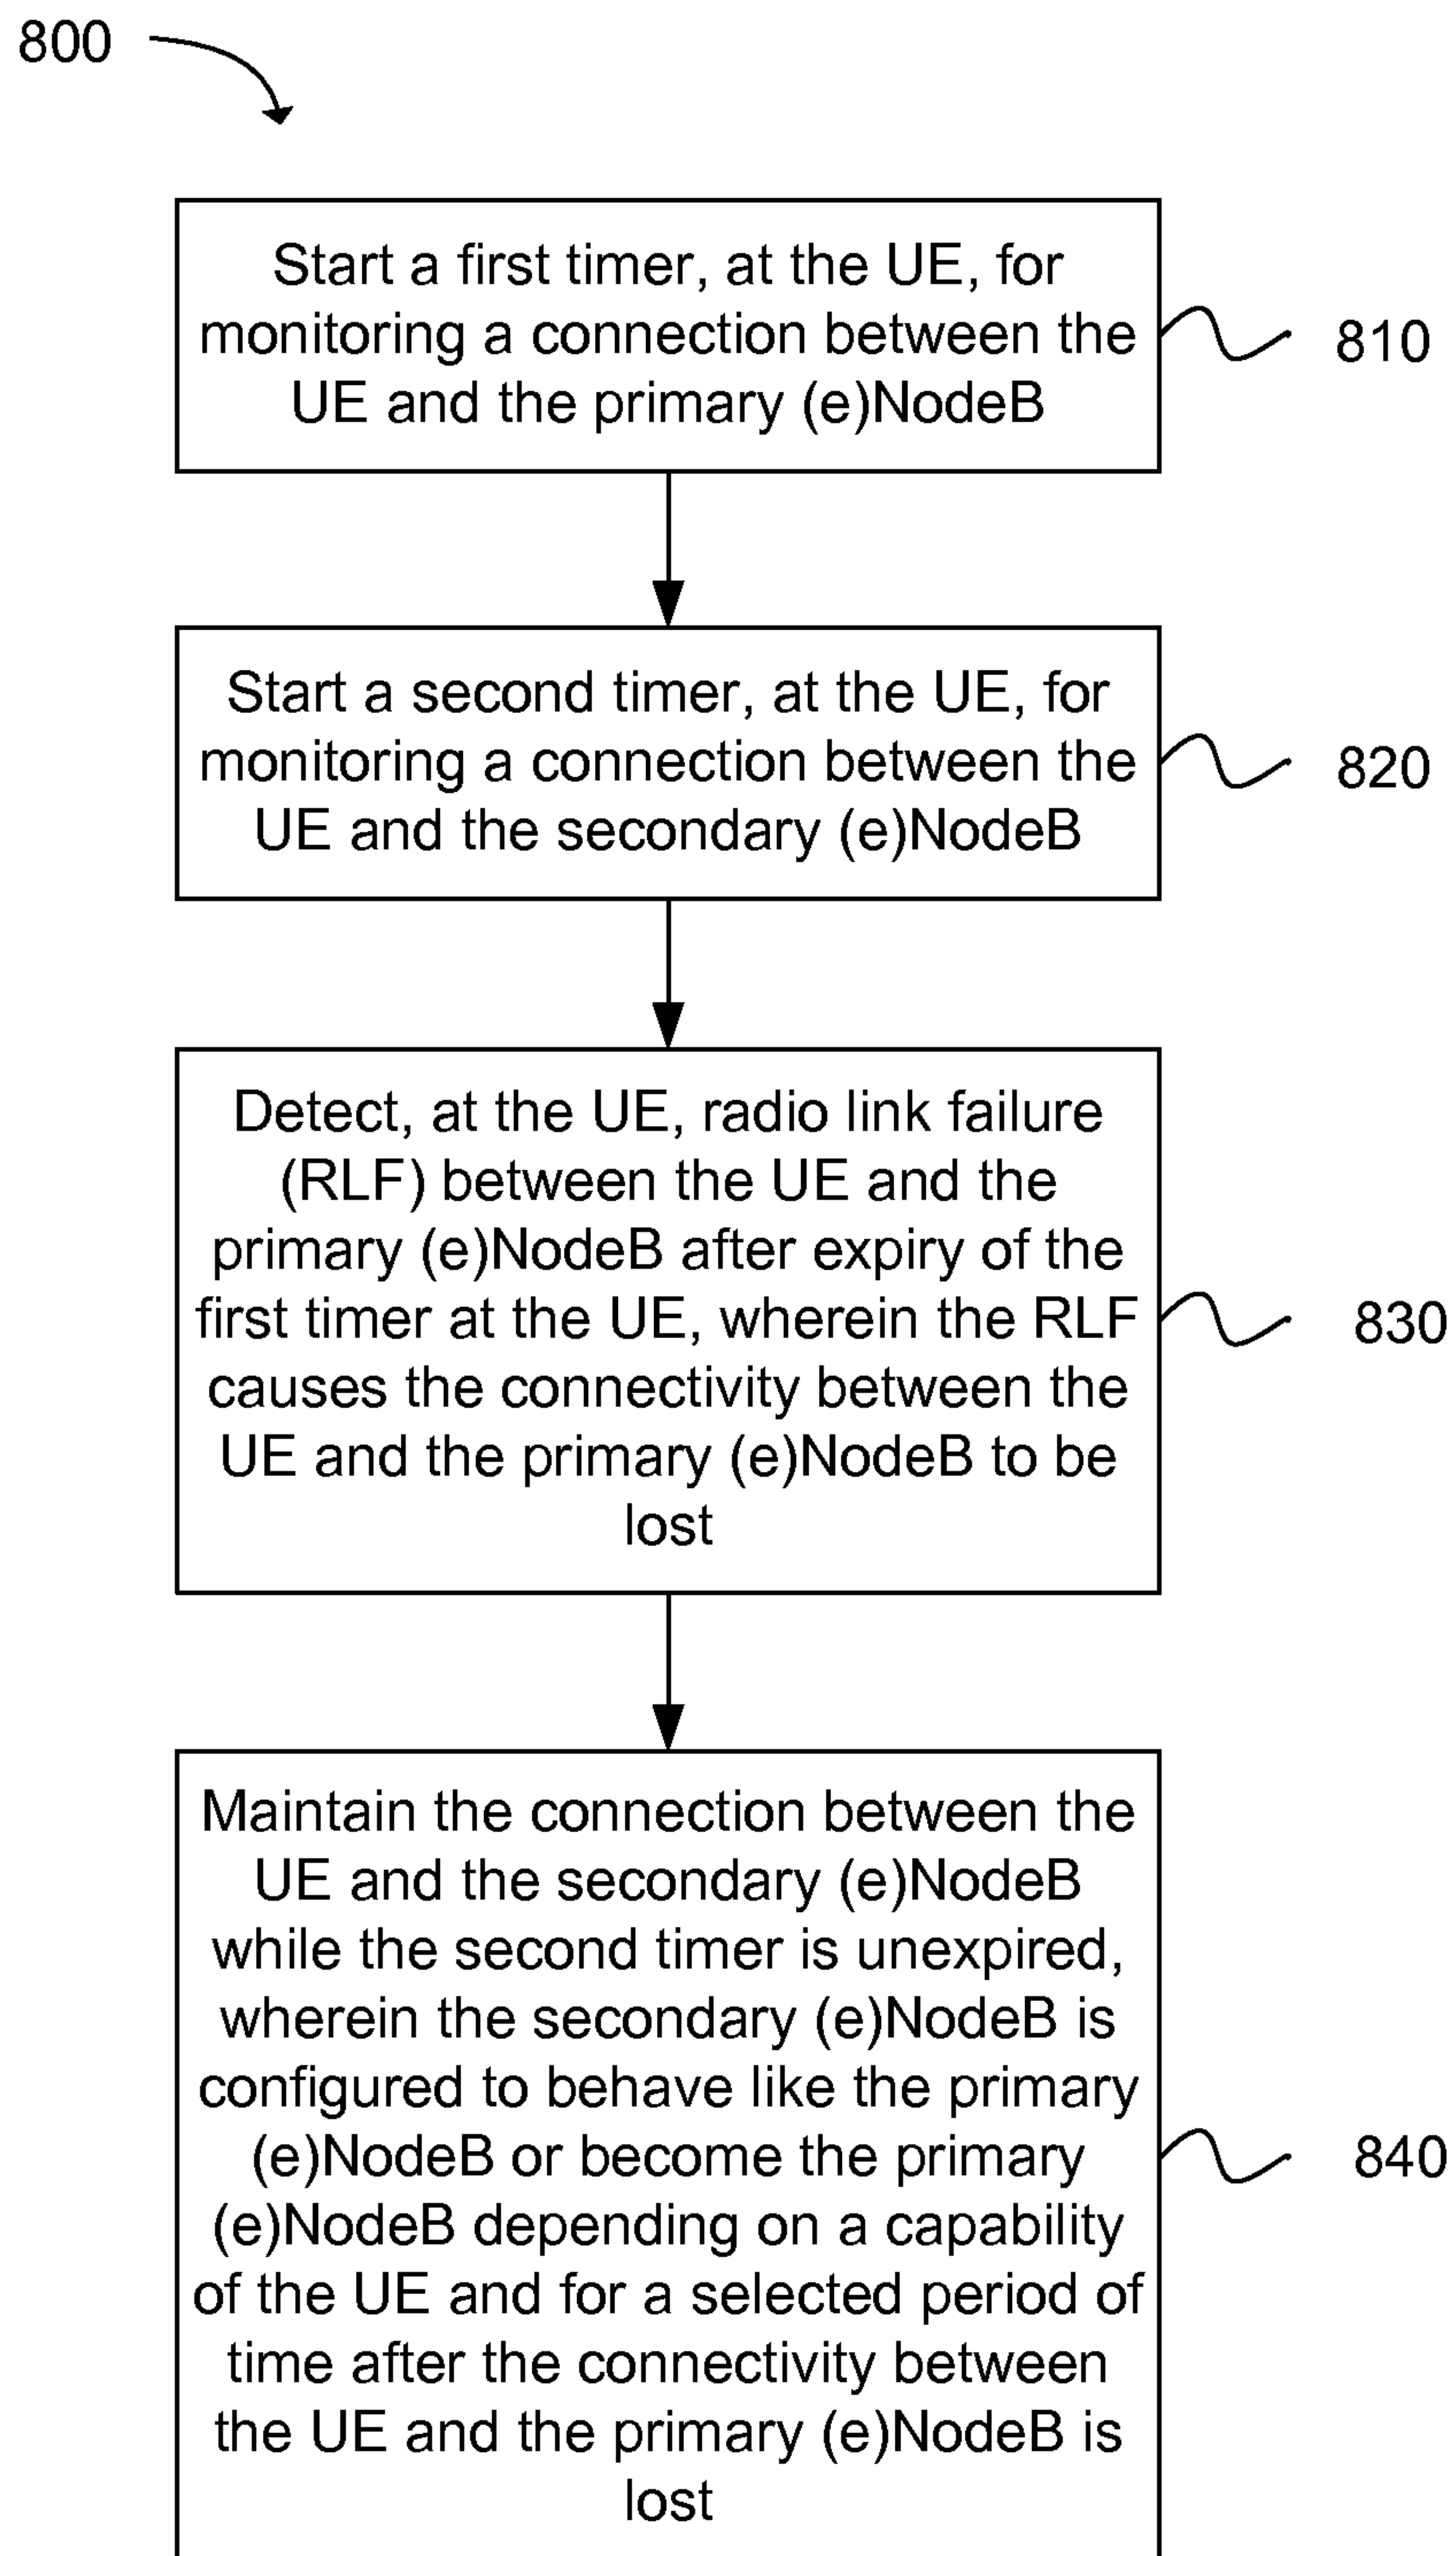 800
Start a first timer, at the UE, for
monitoring a connection between the
UE and the primary (e)NodeB
810
Start a second timer, at the UE, for
monitoring a connection between the
UE and the secondary (e)NodeB
820
Detect, at the UE, radio link failure
(RLF) between the UE and the
primary (e)NodeB after expiry of the
first timer at the UE, wherein the RLF
causes the connectivity between the
UE and the primary (e)NodeB to be
lost
830
Maintain the connection between the
UE and the secondary (e)NodeB
while the second timer is unexpired,
wherein the secondary (e)NodeB is
configured to behave like the primary
(e)NodeB or become the primary
(e)NodeB depending on a capability
of the UE and for a selected period of
time after the connectivity between
the UE and the primary (e)NodeB is
lost
840